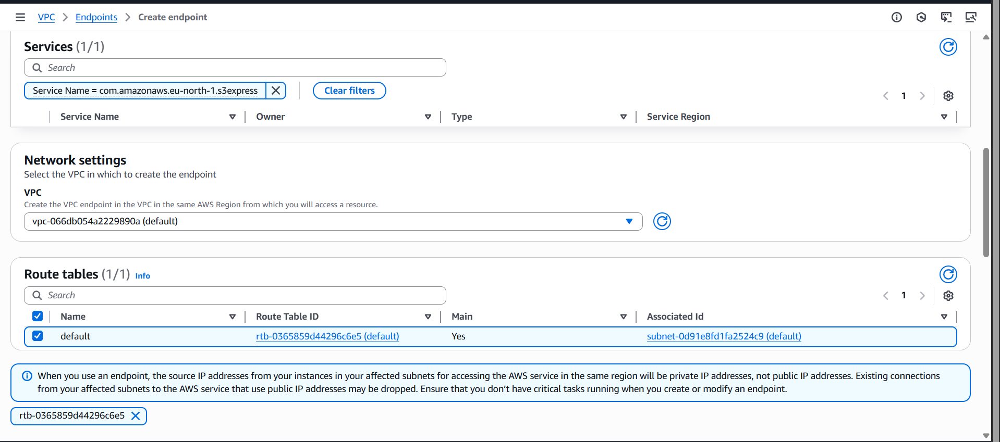 VPC > Endpoints > Create endpoint
Services (1/1)
Search
Service Name = com.amazonaws.eu-north-1.s3express
Clear filters
1
Service Name Owner Type Service Region
Network settings
Select the VPC in which to create the endpoint
VPC
Create the VPC endpoint in the VPC in the same AWS Region from which you will access a resource.
vpc-066db054a2229890a (default)
Route tables (1/1) Info
Search
1
Name Route Table ID Main Associated Id
default rtb-0365859d44296c6e5 (default) Yes subnet-0d91e8fd1fa2524c9 (default)
When you use an endpoint, the source IP addresses from your instances in your affected subnets for accessing the AWS service in the same region will be private IP addresses, not public IP addresses. Existing connections
from your affected subnets to the AWS service that use public IP addresses may be dropped. Ensure that you don’t have critical tasks running when you create or modify an endpoint.
rtb-0365859d44296c6e5